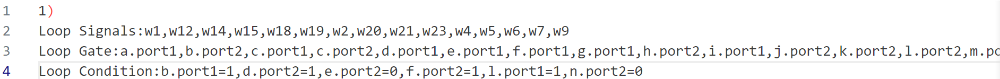 1 1)
2 Loop Signals:w1,w12,w14,w15,w18,w19,w2,w20,w21,w23,w4,w5,w6,w7,w9
3 Loop Gate:a.port1,b.port2,c.port1,c.port2,d.port1,e.port1,f.port1,g.port1,h.port2,i.port1,j.port2,k.port2,l.port2,
4 Loop Condition:b.port1=1,d.port2=1,e.port2=0,f.port2=1,l.port1=1,n.port2=0